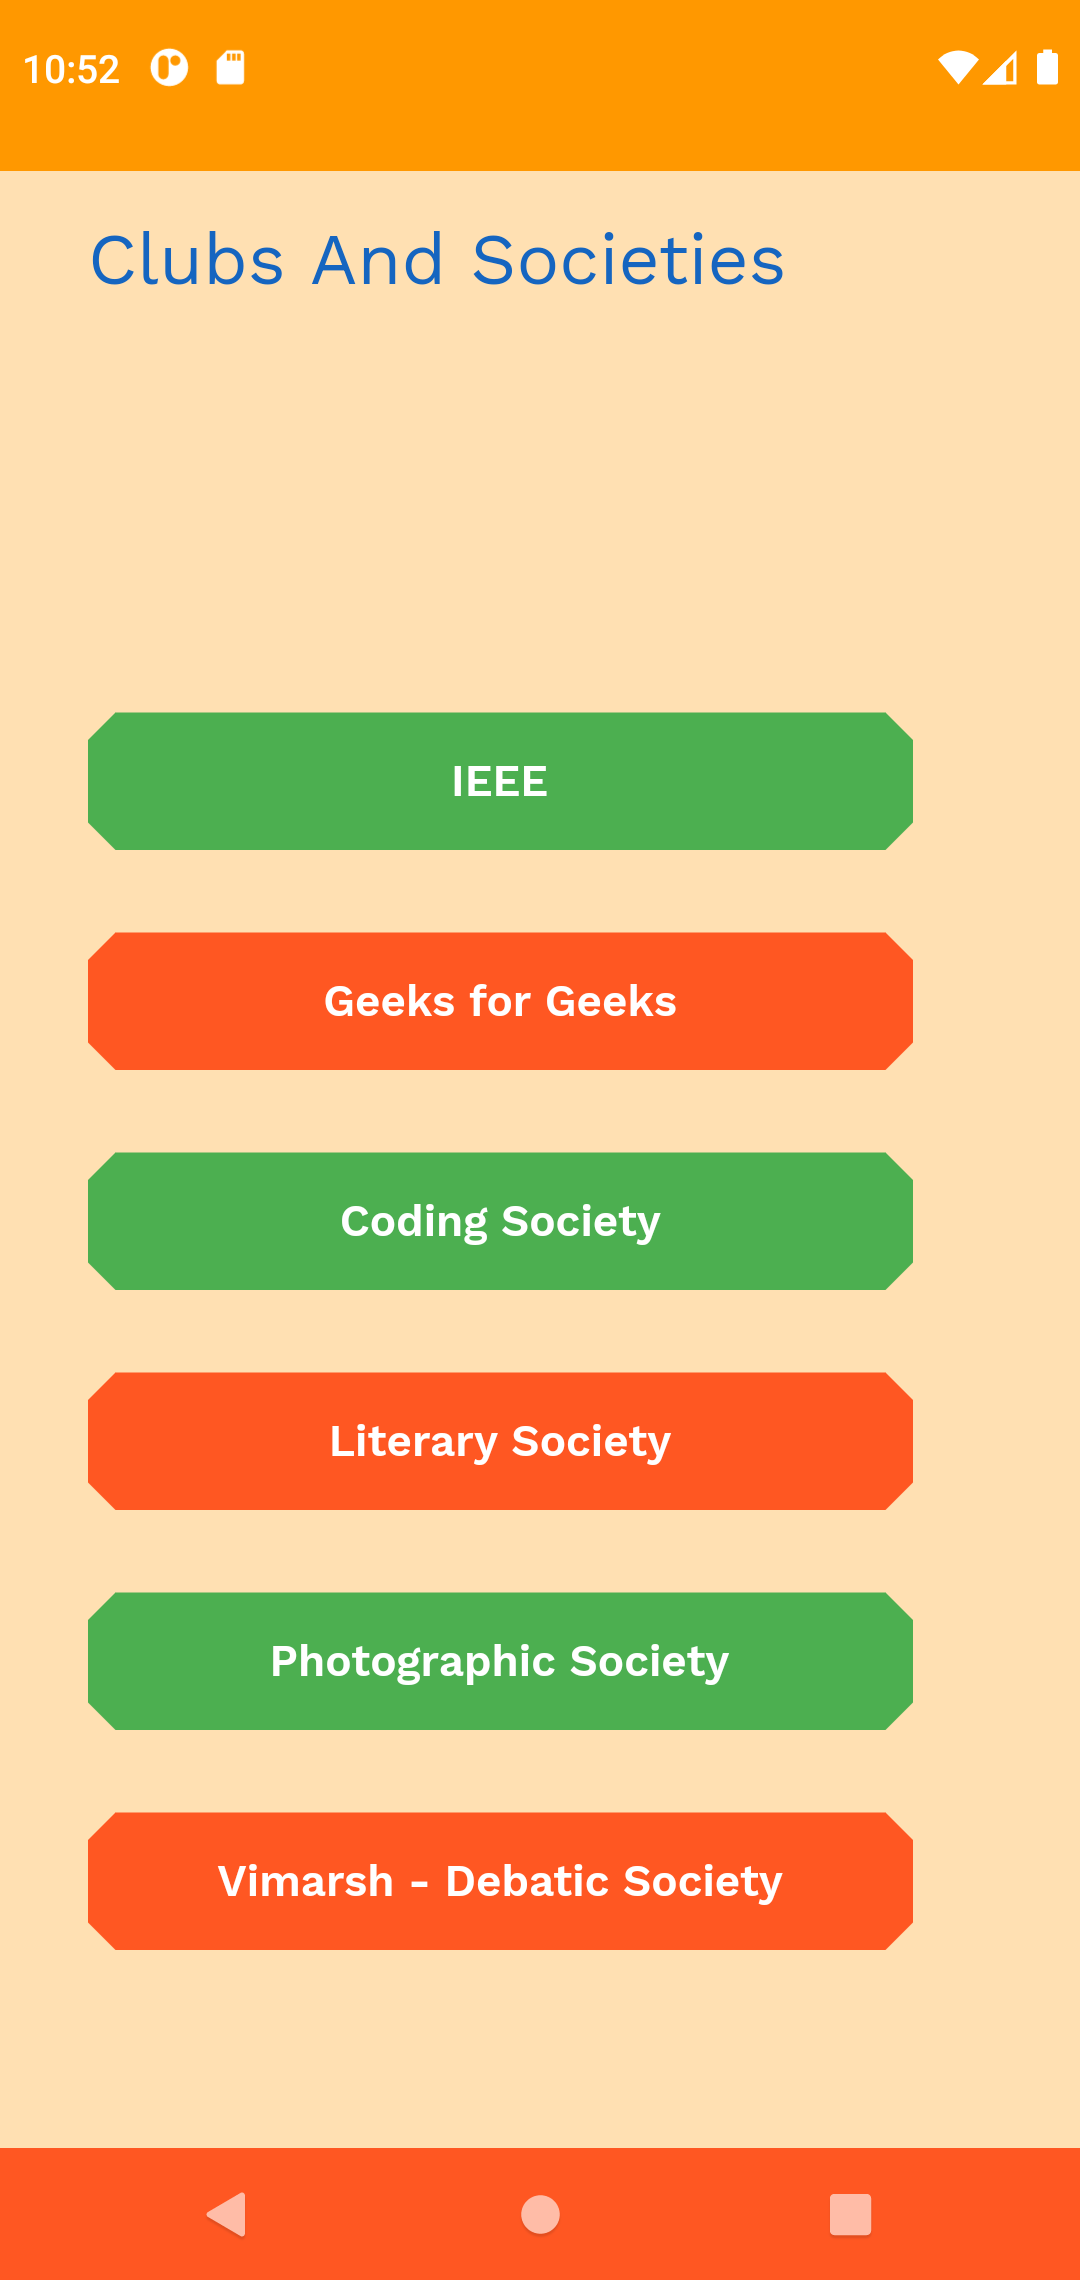 10:52
Clubs And Societies
IEEE
Geeks for Geeks
Coding Society
Literary Society
Photographic Society
Vimarsh - Debatic Society